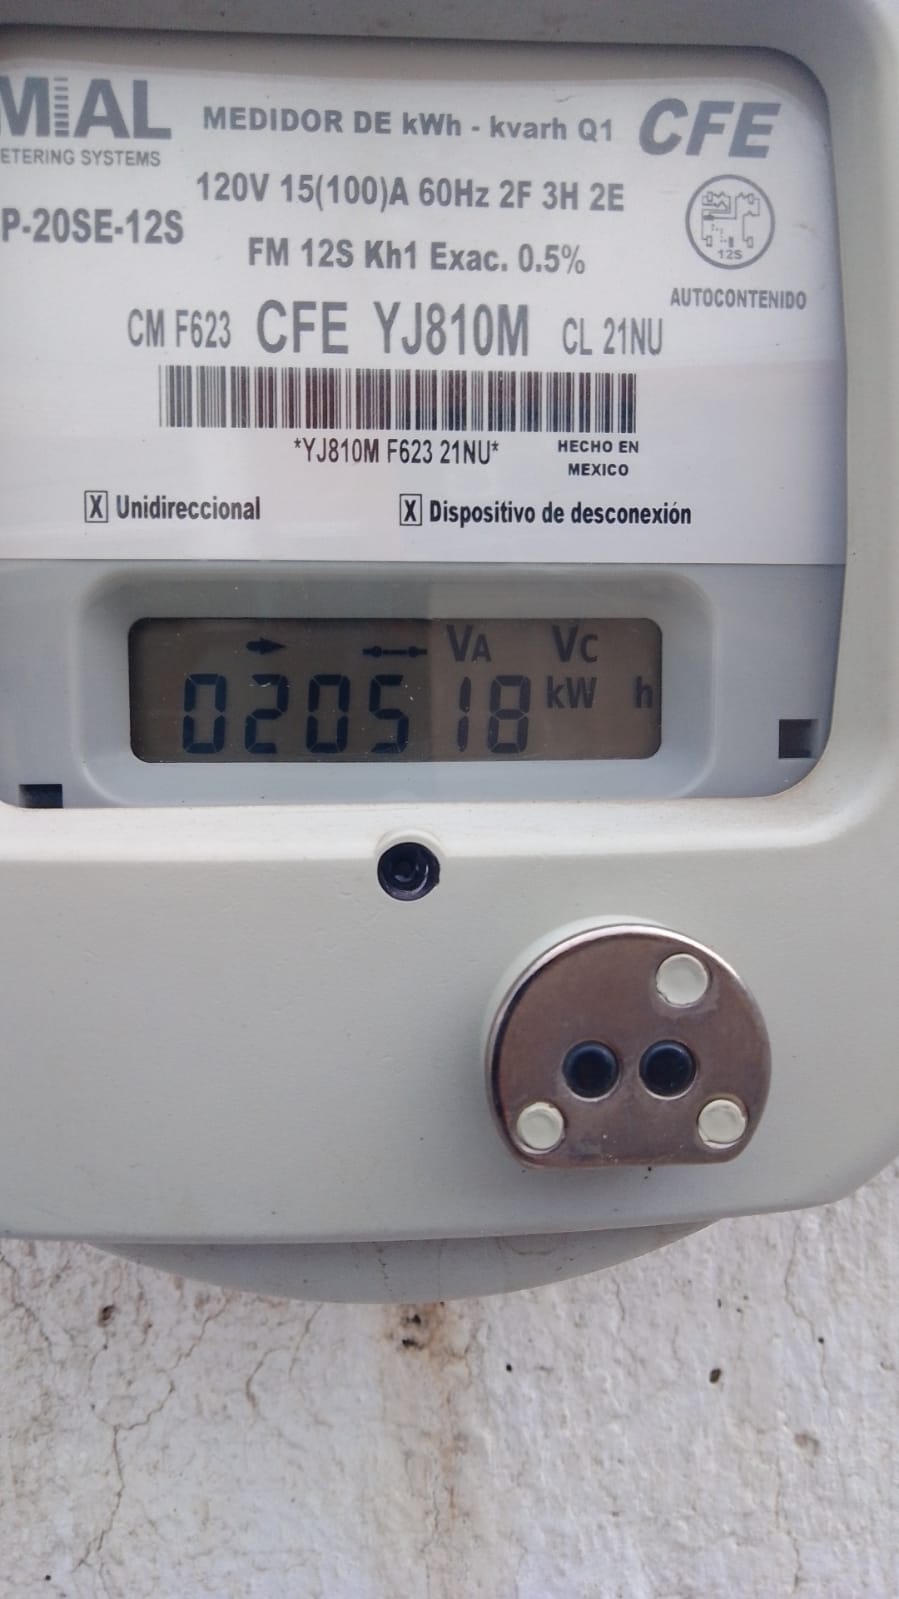 MIAL
ETERING SYSTEMS
MEDIDOR DE kWh - kvarh Q1
CFE
120V 15(100)A 60Hz 2F 3H 2E
P-20SE-12S
FM 12S Kh1 Exac. 0.5%
12S
AUTOCONTENIDO
CM F623 CFE YJ810M CL 21NU
*YJ810M F623 21NU*
HECHO EN
MEXICO
X Unidireccional
X Dispositivo de desconexión
VA VC
020518 kW h